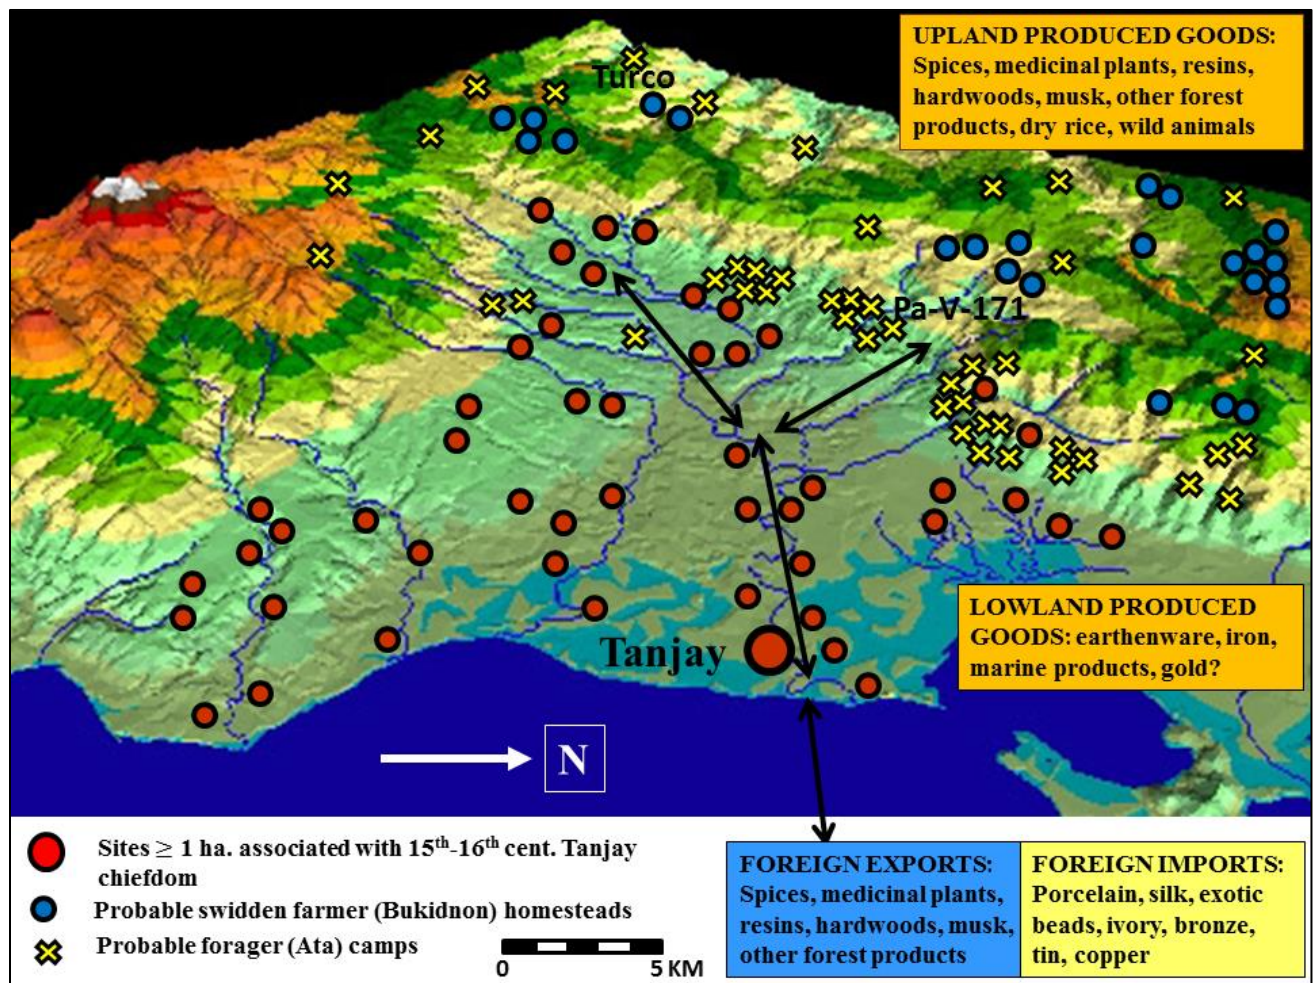 UPLAND PRODUCED GOODS:
Spices, medicinal plants, resins,
hardwoods, musk, other forest
products, dry rice, wild animals
Turco
Pa-V-171
LOWLAND PRODUCED
GOODS: earthenware, iron,
marine products, gold?
Tanjay
N
Sites ≥ 1 ha. associated with 15th-16th cent. Tanjay
chiefdom
Probable swidden farmer (Bukidnon) homesteads
Probable forager (Ata) camps
0
5 KM
FOREIGN EXPORTS:
Spices, medicinal plants,
resins, hardwoods, musk,
other forest products
FOREIGN IMPORTS:
Porcelain, silk, exotic
beads, ivory, bronze,
tin, copper